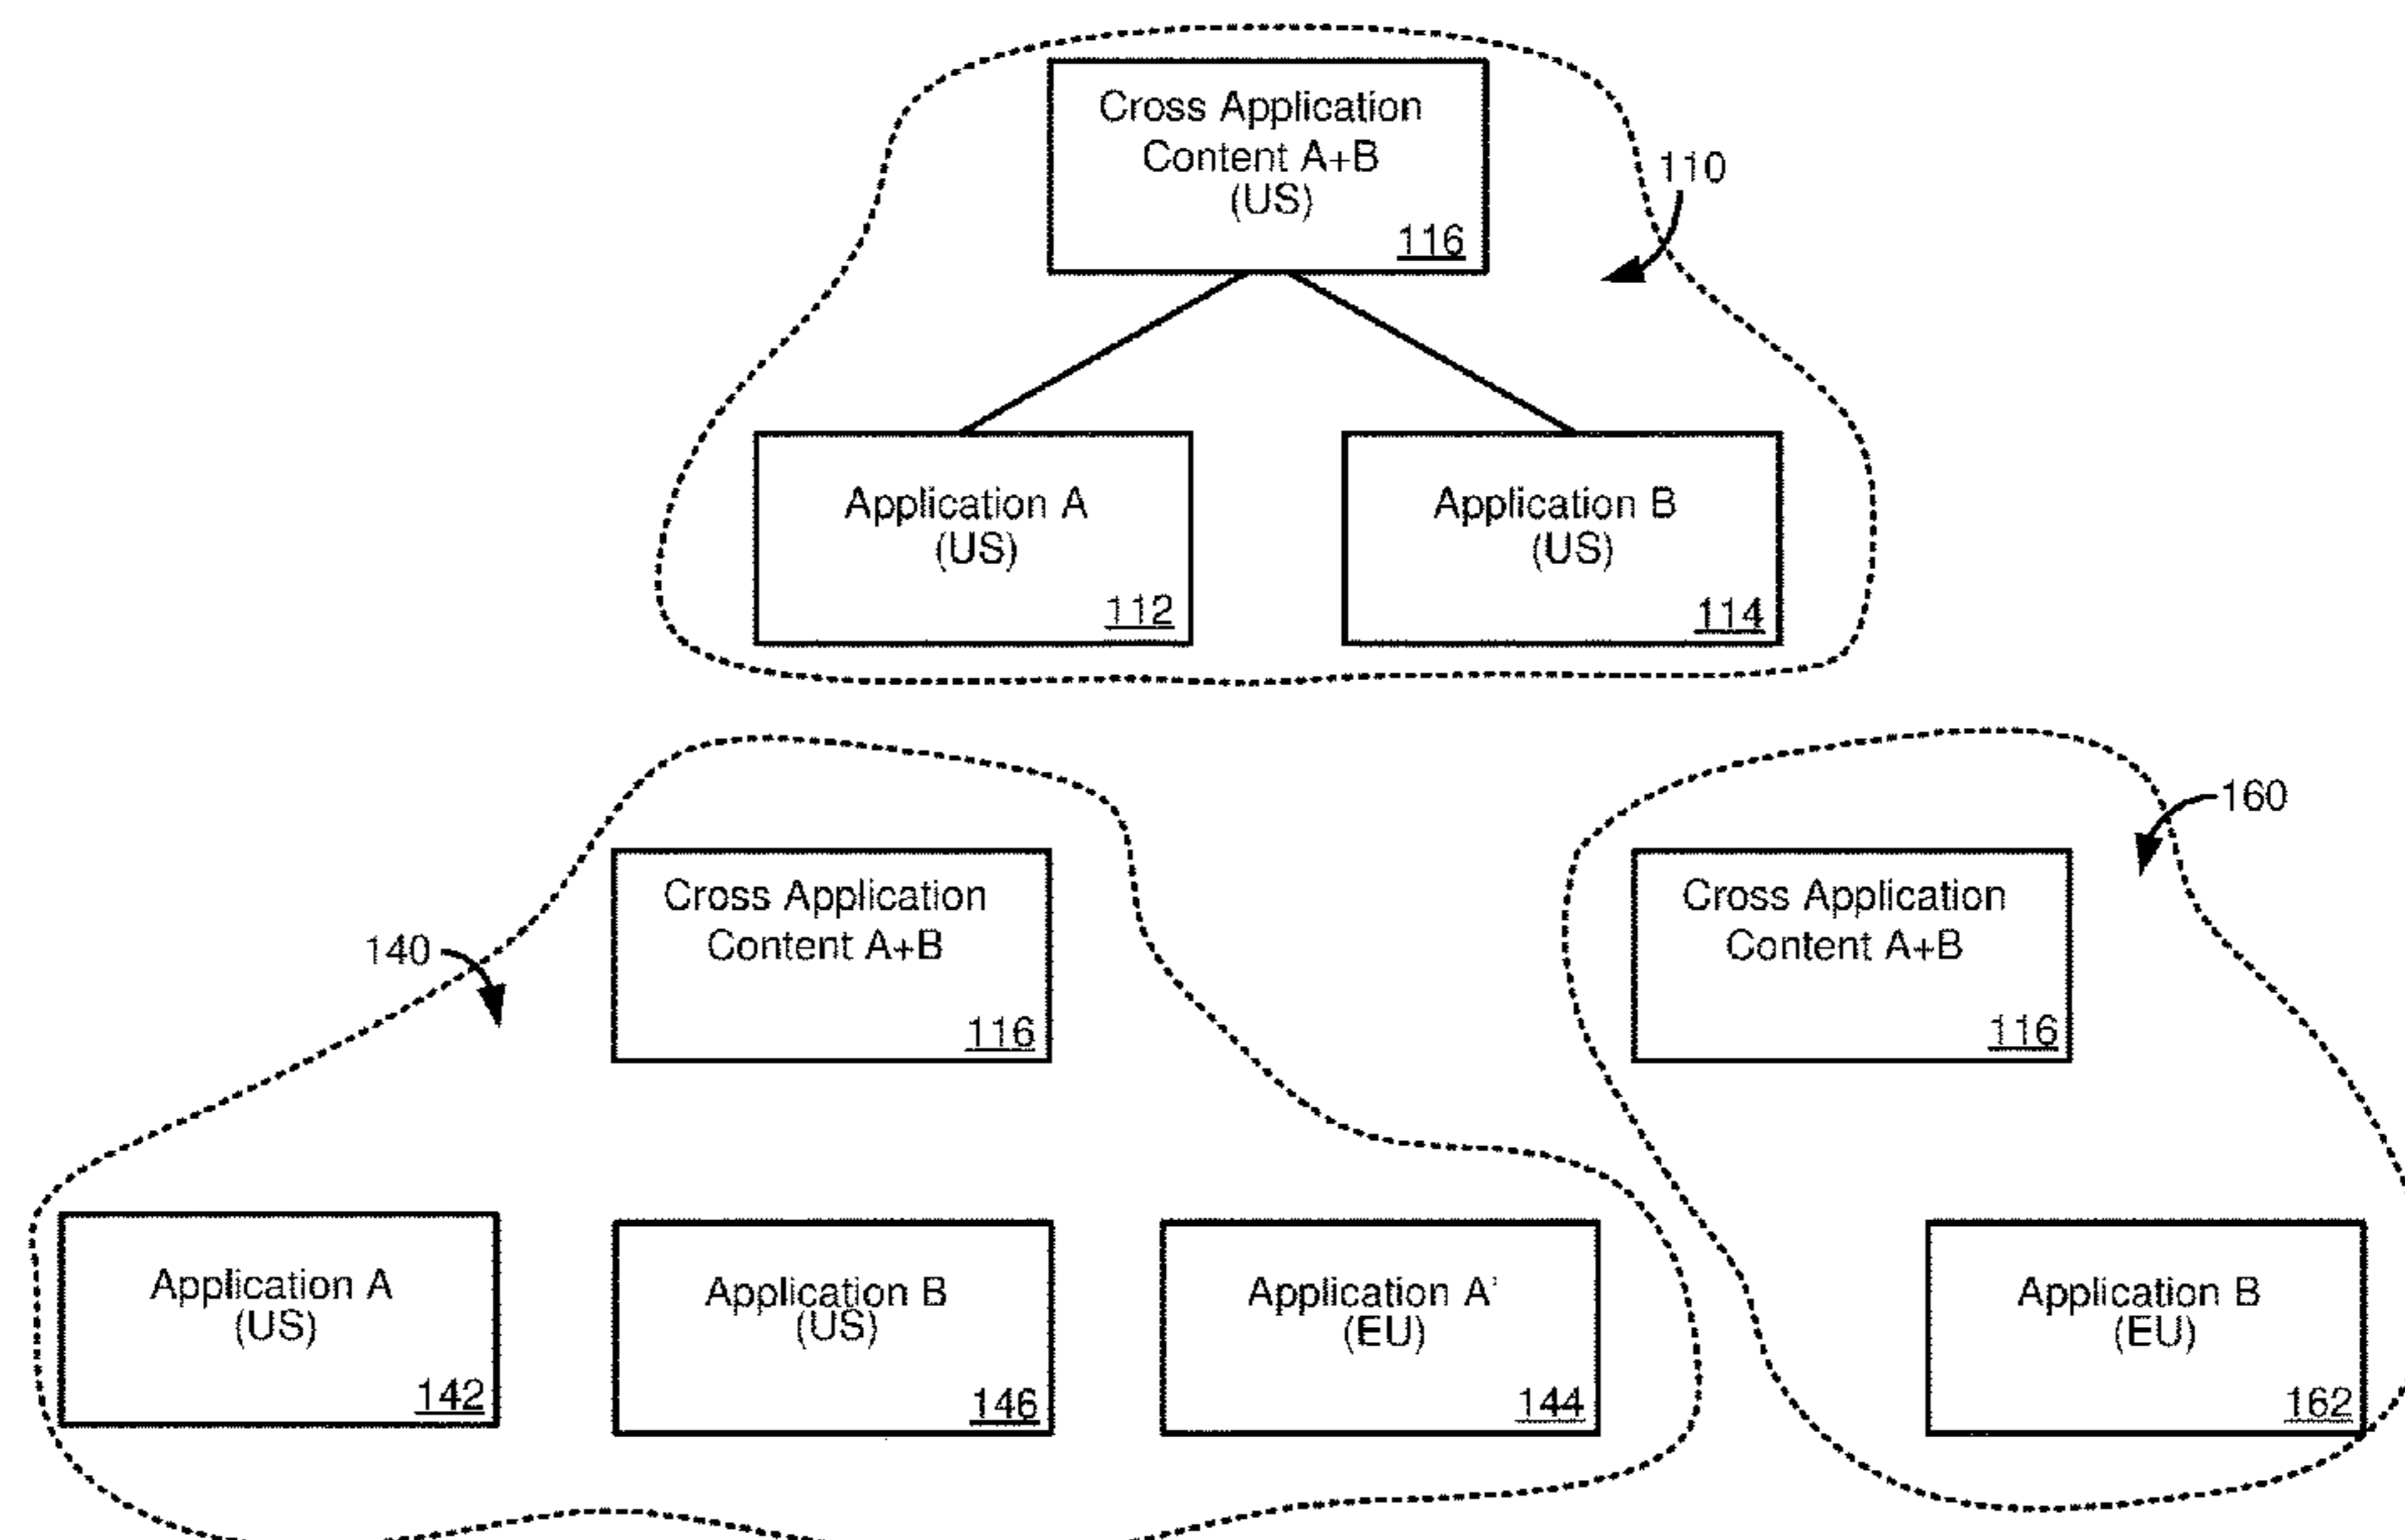 Cross Application
Content A+B
(US)
116
110
Application A
(US)
112
Application B
(US)
114
Cross Application
Content A+B
116
140
Cross Application
Content A+B
116
160
Application A
(US)
142
Application B
(US)
146
Application A'
(EU)
144
Application B
(EU)
162